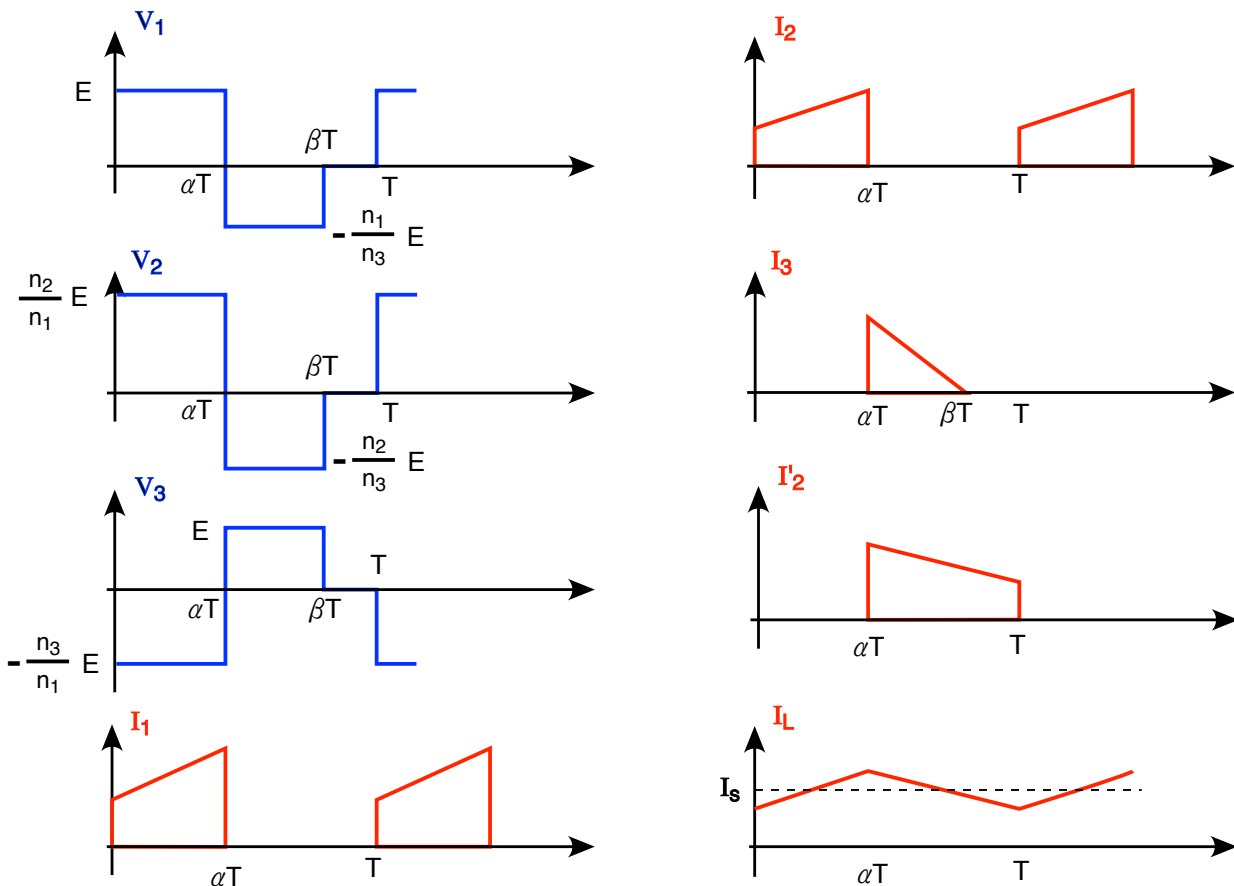 V1
E
βT
αT
T
- n1/n3 E
V2
n2/n1 E
βT
αT
T
- n2/n3 E
V3
E
T
αT
βT
- n3/n1 E
I1
αT
T
I2
αT
T
I3
αT
βT
T
I'2
αT
T
IL
Is
αT
T